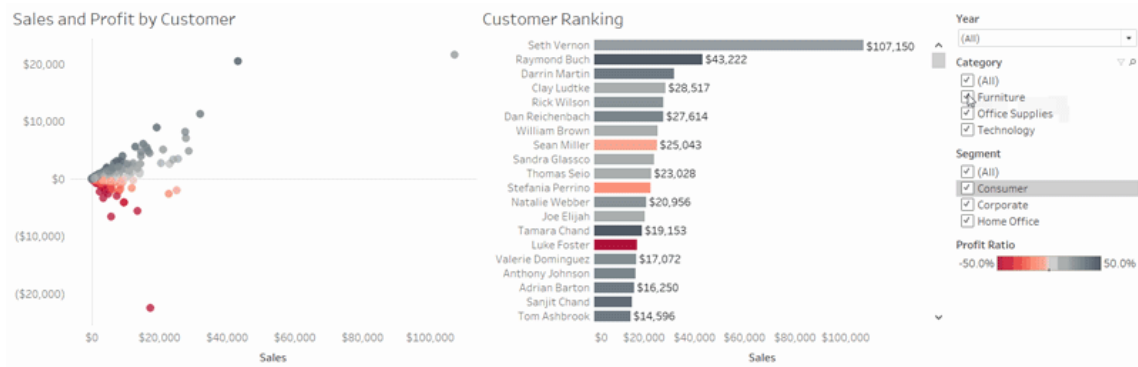 Sales and Profit by Customer
$20,000
$10,000
$0
($10,000)
($20,000)
$0 $20,000 $40,000 $60,000 $80,000 $100,000
Sales
Customer Ranking
Seth Vernon $107,150
Raymond Buch $43,222
Darrin Martin
Clay Ludtke $28,517
Rick Wilson
Dan Reichenbach $27,614
William Brown
Sean Miller $25,043
Sandra Glassco
Thomas Seio $23,028
Stefania Perrino
Natalie Webber $20,956
Joe Elijah
Tamara Chand $19,153
Luke Foster
Valerie Dominguez $17,072
Anthony Johnson
Adrian Barton $16,250
Sanjit Chand
Tom Ashbrook $14,596
$0 $20,000 $40,000 $60,000 $80,000 $100,000
Sales
Year
(All)
Category
(All)
Furniture
Office Supplies
Technology
Segment
(All)
Consumer
Corporate
Home Office
Profit Ratio
-50.0% 50.0%